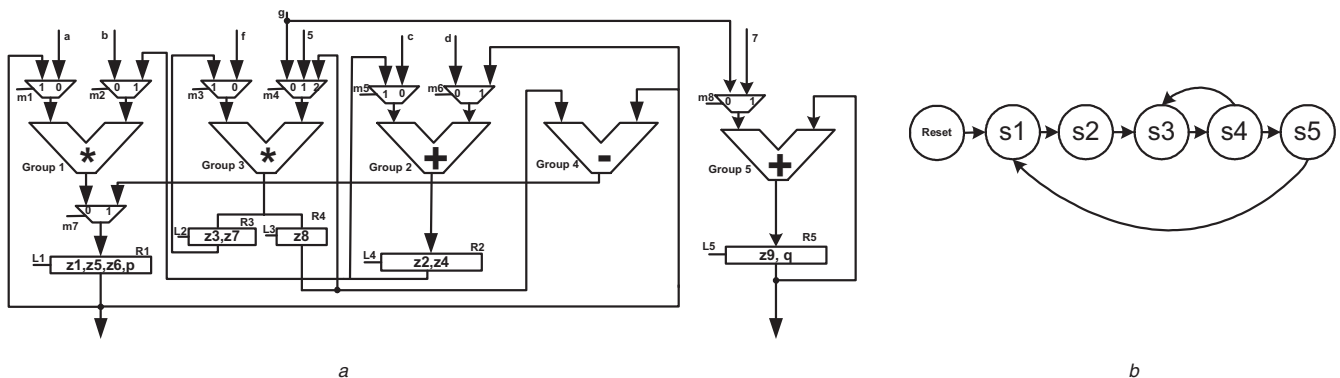 g
a b f 5 c d 7
1 0 0 1 1 0 0 1 2 1 0 0 1 0 1
m1 m2 m3 m4 m5 m6 m8
* * + - +
Group 1 Group 3 Group 2 Group 4 Group 5
0 1
m7
L1 R1
z1,z5,z6,p
L2 R3
z3,z7
L3 R4
z8
L4 R2
z2,z4
L5 R5
z9, q
Reset s1 s2 s3 s4 s5
a b